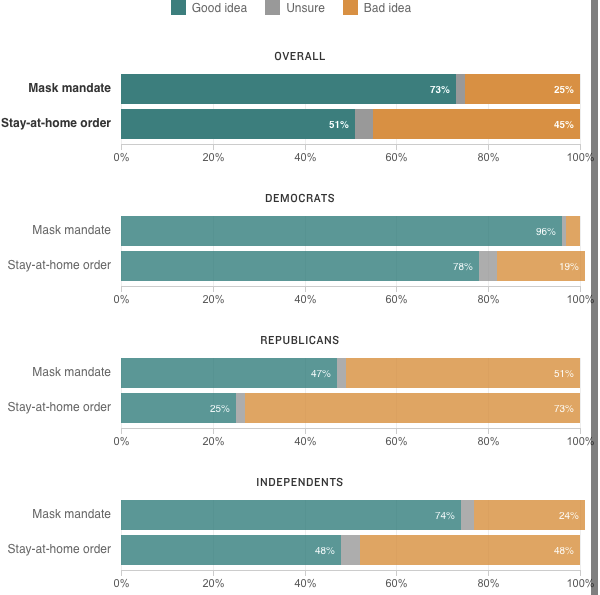 Good idea Unsure Bad idea
OVERALL
Mask mandate 73% 25%
Stay-at-home order 51% 45%
0% 20% 40% 60% 80% 100%
DEMOCRATS
Mask mandate 96%
Stay-at-home order 78% 19%
0% 20% 40% 60% 80% 100%
REPUBLICANS
Mask mandate 47% 51%
Stay-at-home order 25% 73%
0% 20% 40% 60% 80% 100%
INDEPENDENTS
Mask mandate 74% 24%
Stay-at-home order 48% 48%
0% 20% 40% 60% 80% 100%